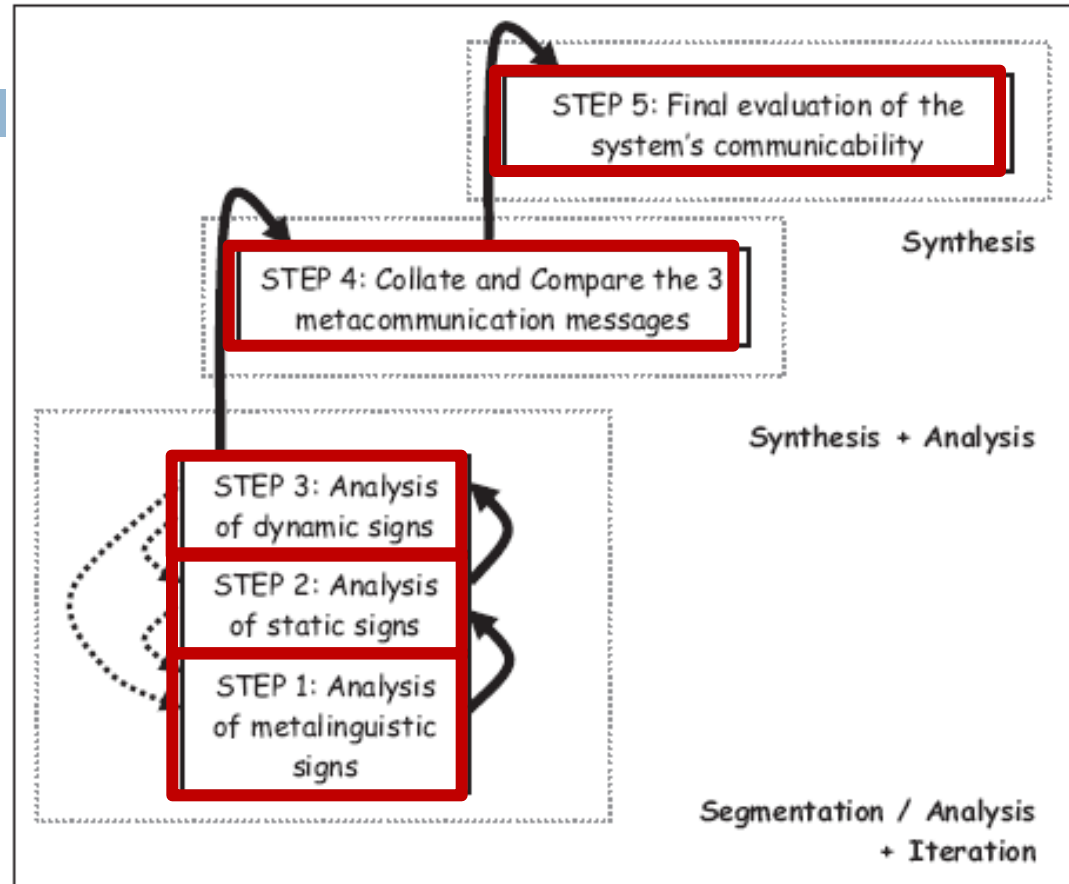 STEP 5: Final evaluation of the
system's communicability
Synthesis
STEP 4: Collate and Compare the 3
metacommunication messages
Synthesis + Analysis
STEP 3: Analysis
of dynamic signs
STEP 2: Analysis
of static signs
STEP 1: Analysis
of metalinguistic
signs
Segmentation / Analysis
+ Iteration